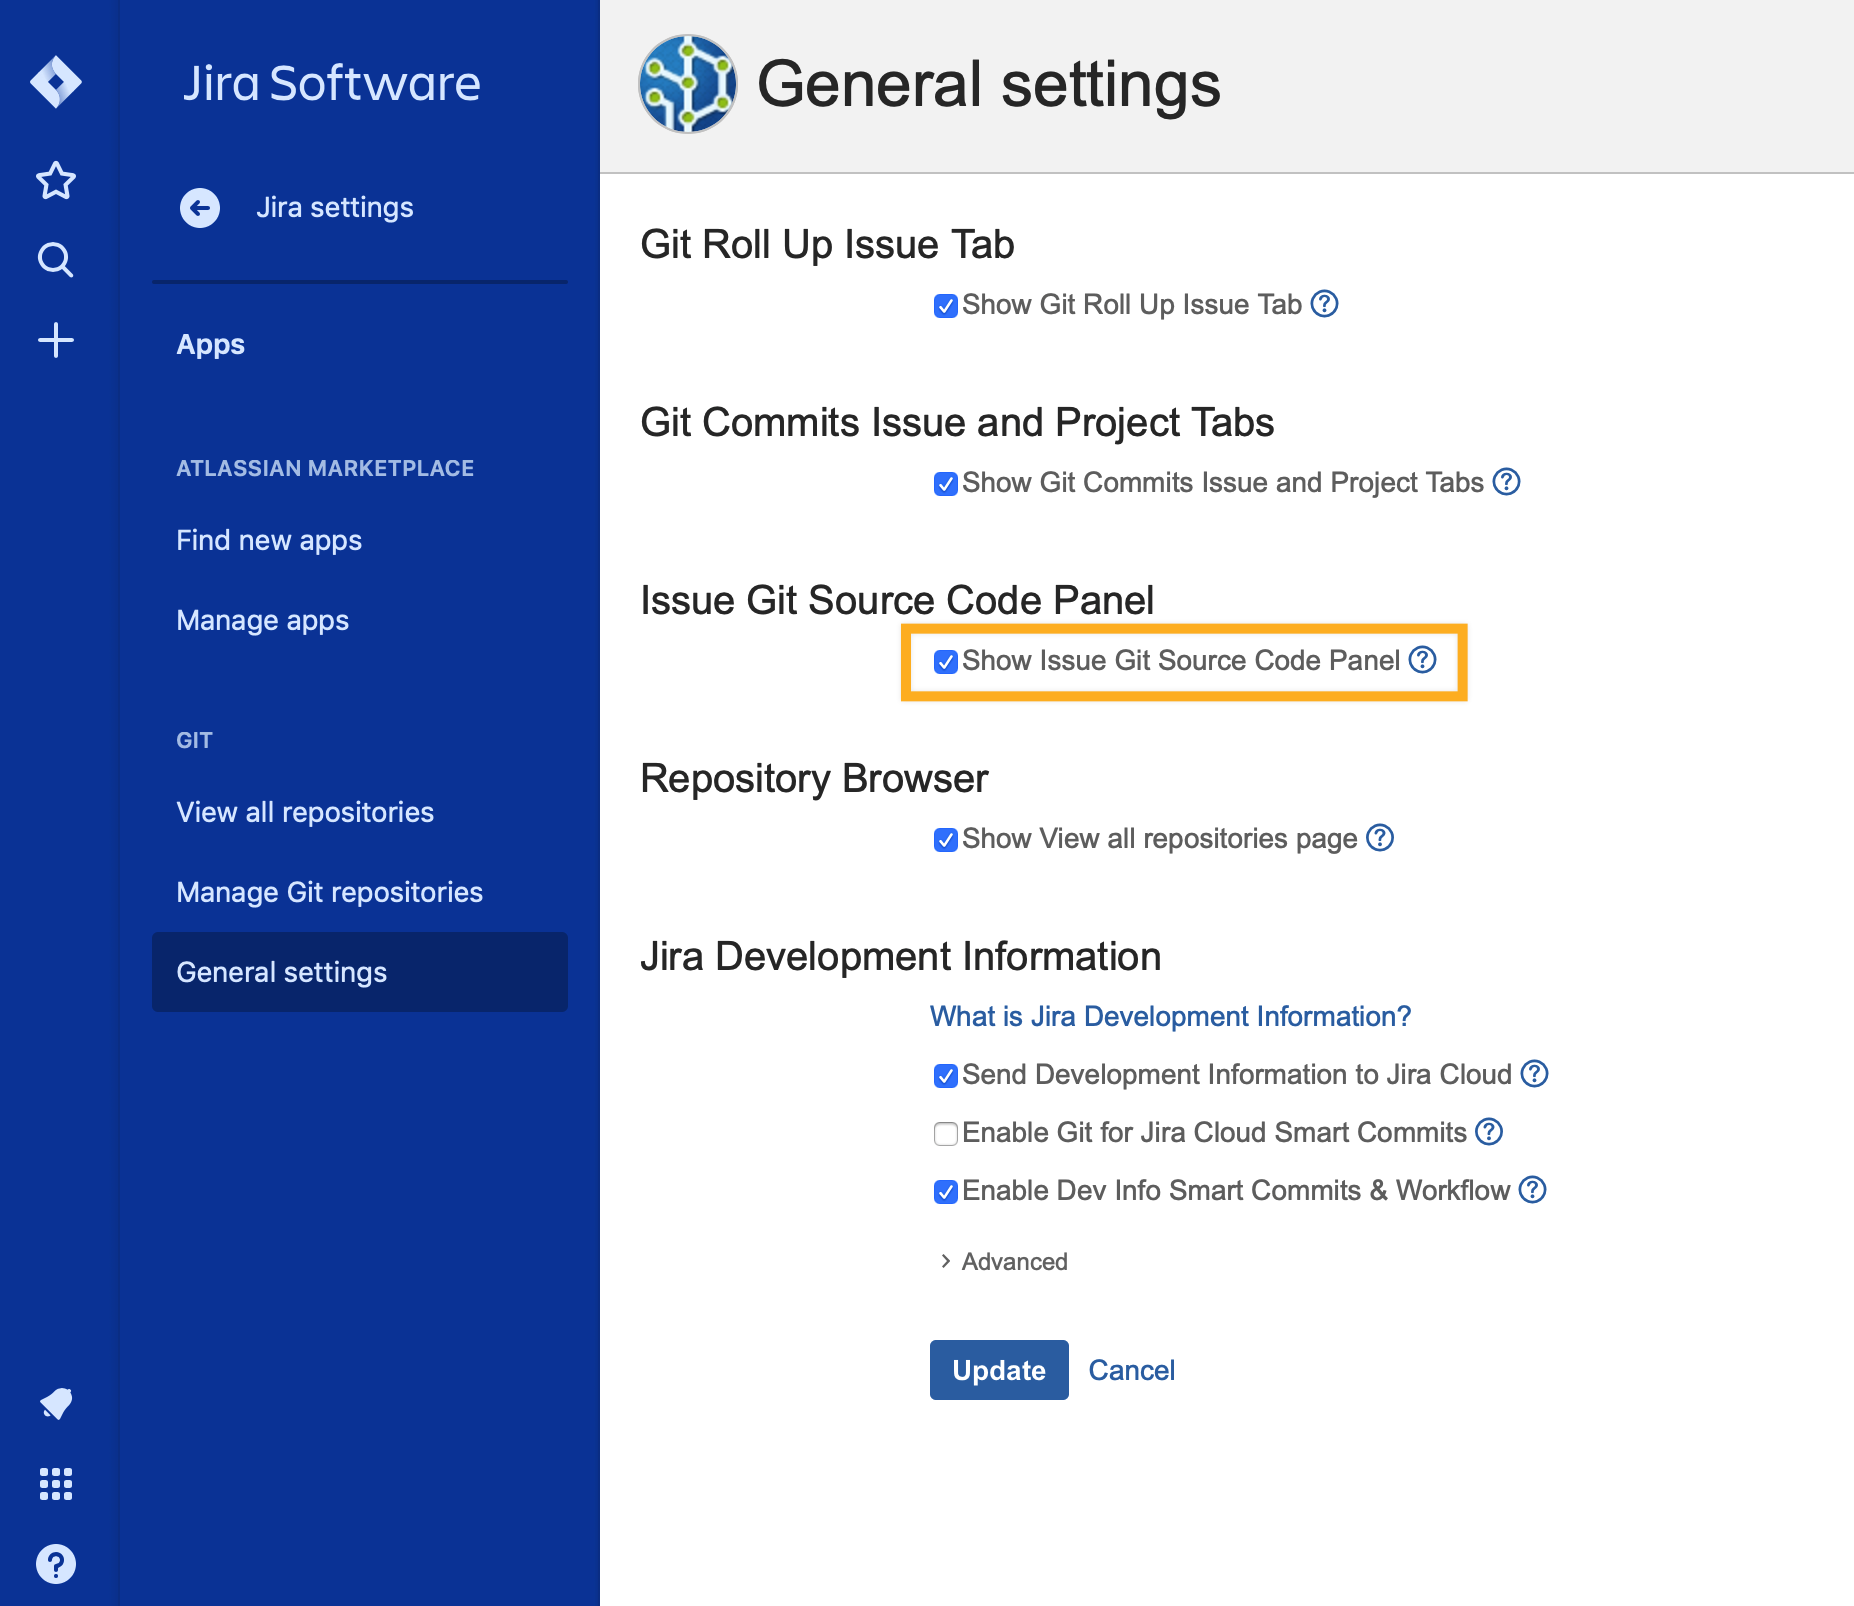 Jira Software
Jira settings
Apps
ATLASSIAN MARKETPLACE
Find new apps
Manage apps
GIT
View all repositories
Manage Git repositories
General settings
General settings
Git Roll Up Issue Tab
Show Git Roll Up Issue Tab
Git Commits Issue and Project Tabs
Show Git Commits Issue and Project Tabs
Issue Git Source Code Panel
Show Issue Git Source Code Panel
Repository Browser
Show View all repositories page
Jira Development Information
What is Jira Development Information?
Send Development Information to Jira Cloud
Enable Git for Jira Cloud Smart Commits
Enable Dev Info Smart Commits & Workflow
Advanced
Update Cancel